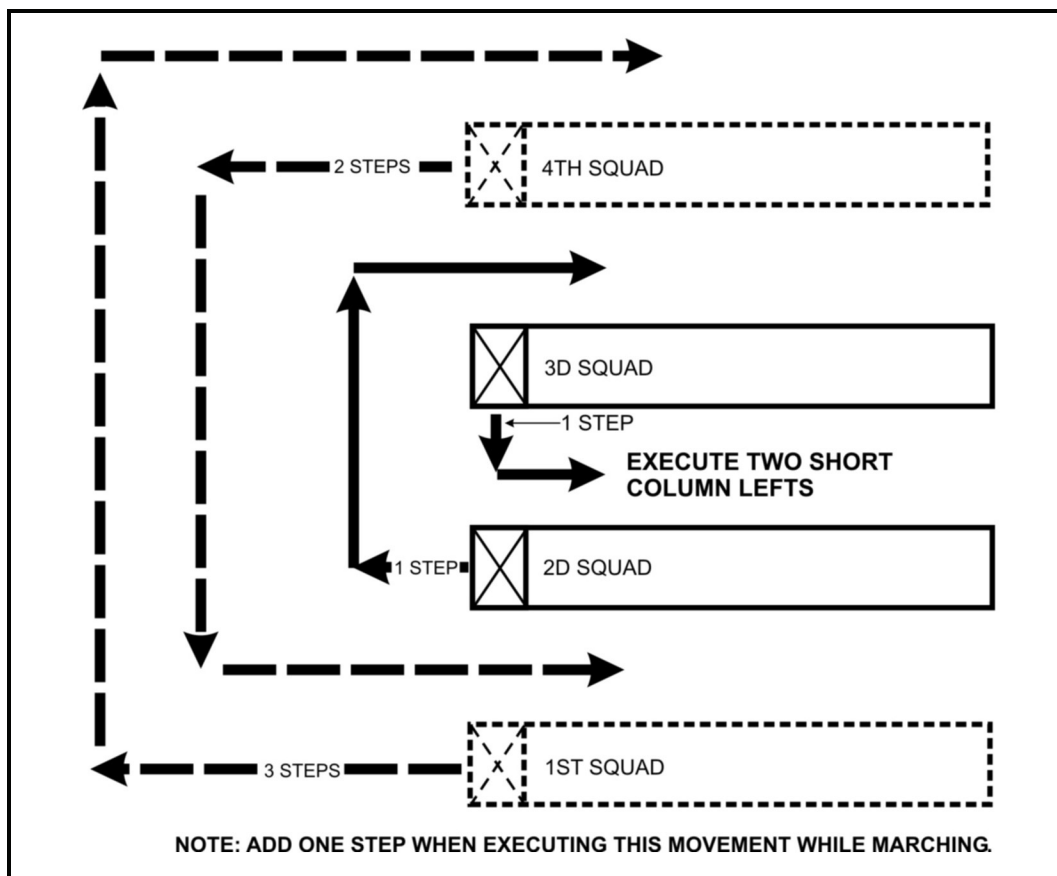 2 STEPS
4TH SQUAD
3D SQUAD
1 STEP
EXECUTE TWO SHORT
COLUMN LEFTS
1 STEP
2D SQUAD
3 STEPS
1ST SQUAD
NOTE: ADD ONE STEP WHEN EXECUTING THIS MOVEMENT WHILE MARCHING.